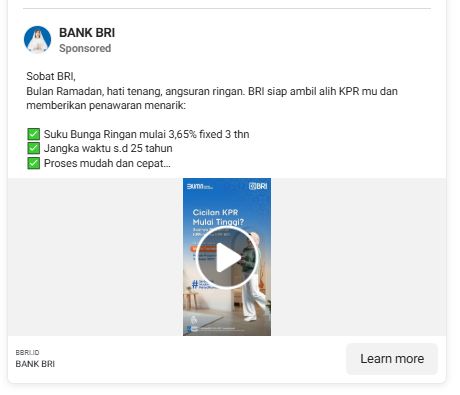 BANK BRI
Sponsored
Sobat BRI,
Bulan Ramadan, hati tenang, angsuran ringan. BRI siap ambil alih KPR mu dan
memberikan penawaran menarik:
✅ Suku Bunga Ringan mulai 3,65% fixed 3 thn
✅ Jangka waktu s.d 25 tahun
✅ Proses mudah dan cepat...
BUMN
BRI
Cicilan KPR
Mulai Tinggi?
BBRI.ID
BANK BRI
Learn more